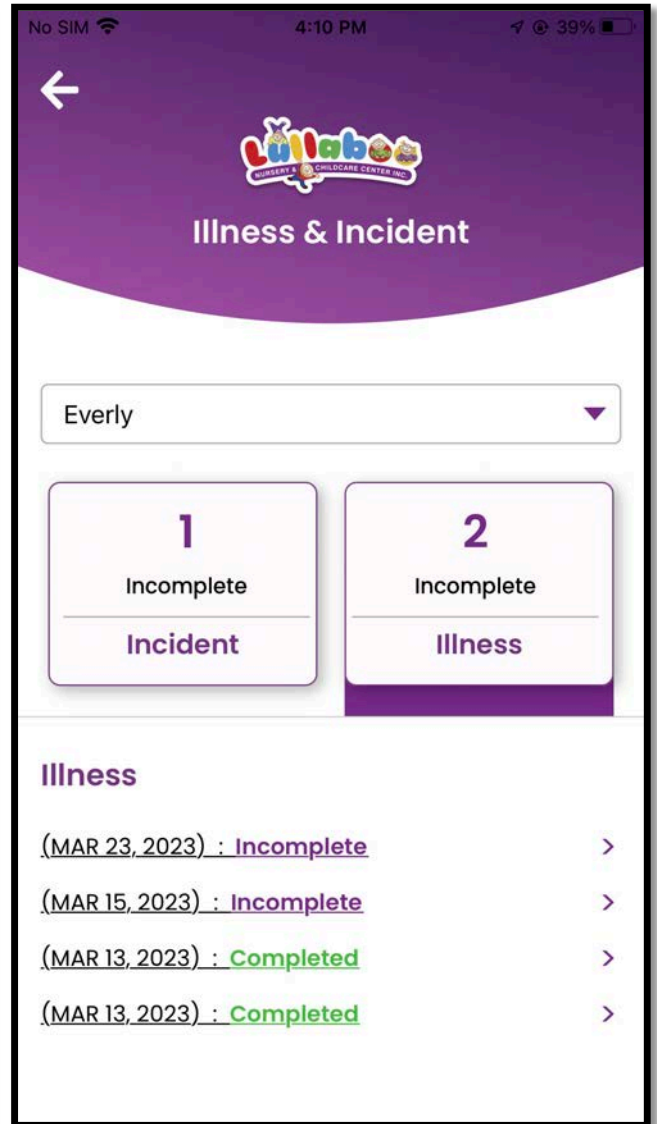 No SIM 4:10 PM 39%
Lullaboo
NURSERY & CHILDCARE CENTER INC.
Illness & Incident
Everly
1 2
Incomplete Incomplete
Incident Illness
Illness
(MAR 23, 2023) : Incomplete >
(MAR 15, 2023) : Incomplete >
(MAR 13, 2023) : Completed >
(MAR 13, 2023) : Completed >